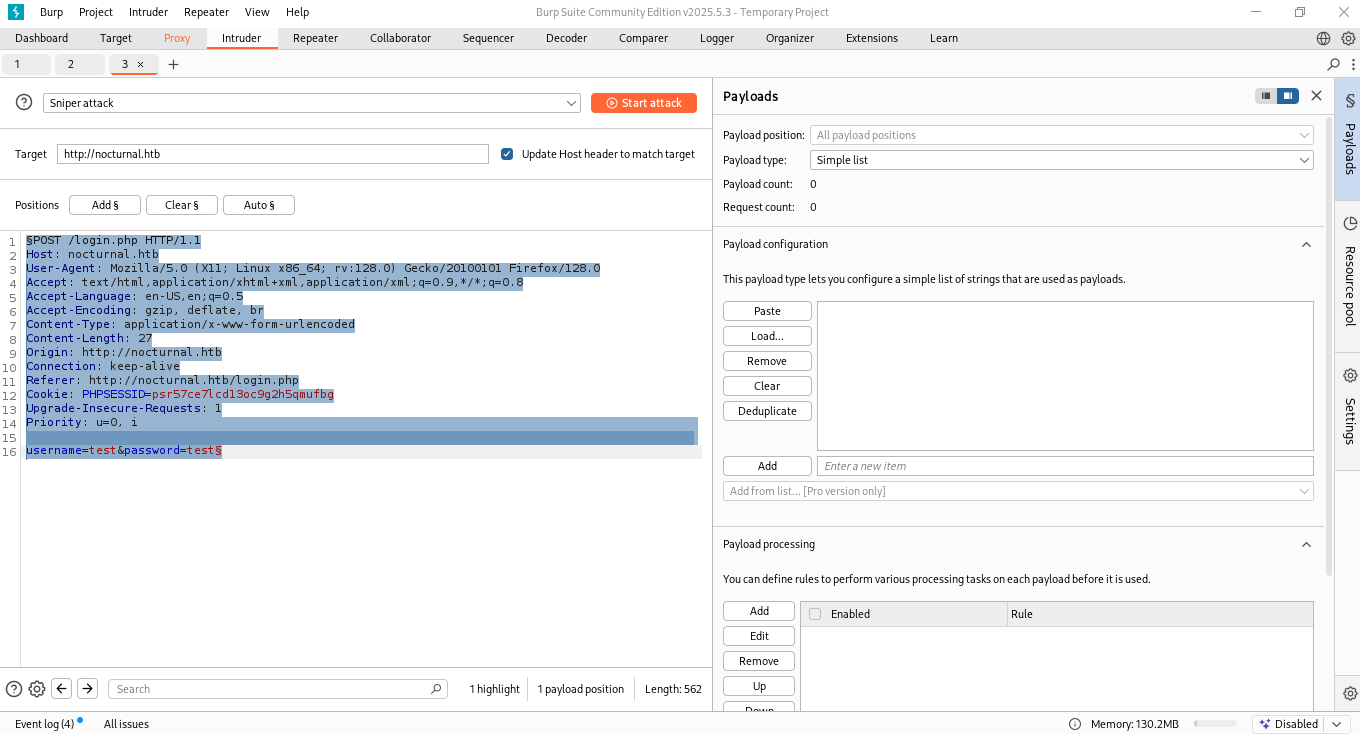 Burp Project Intruder Repeater View Help Burp Suite Community Edition v2025.5.3 - Temporary Project
Dashboard Target Proxy Intruder Repeater Collaborator Sequencer Decoder Comparer Logger Organizer Extensions Learn
1 2 3 × +
Sniper attack Start attack
Target http://nocturnal.htb Update Host header to match target
Positions Add § Clear § Auto §
1 §POST /login.php HTTP/1.1
2 Host: nocturnal.htb
3 User-Agent: Mozilla/5.0 (X11; Linux x86_64; rv:128.0) Gecko/20100101 Firefox/128.0
4 Accept: text/html,application/xhtml+xml,application/xml;q=0.9,*/*;q=0.8
5 Accept-Language: en-US,en;q=0.5
6 Accept-Encoding: gzip, deflate, br
7 Content-Type: application/x-www-form-urlencoded
8 Content-Length: 27
9 Origin: http://nocturnal.htb
10 Connection: keep-alive
11 Referer: http://nocturnal.htb/login.php
12 Cookie: PHPSESSID=psr57ce7lcd13oc9g2h5qmufbg
13 Upgrade-Insecure-Requests: 1
14 Priority: u=0, i
15
16 username=test&password=test§
Search 1 highlight 1 payload position Length: 562
Payloads
Payload position: All payload positions
Payload type: Simple list
Payload count: 0
Request count: 0
Payload configuration
This payload type lets you configure a simple list of strings that are used as payloads.
Paste
Load...
Remove
Clear
Deduplicate
Add Enter a new item
Add from list... [Pro version only]
Payload processing
You can define rules to perform various processing tasks on each payload before it is used.
Add Enabled Rule
Edit
Remove
Up
Down
§ Payloads
Resource pool
Settings
Event log (4) All issues Memory: 130.2MB Disabled